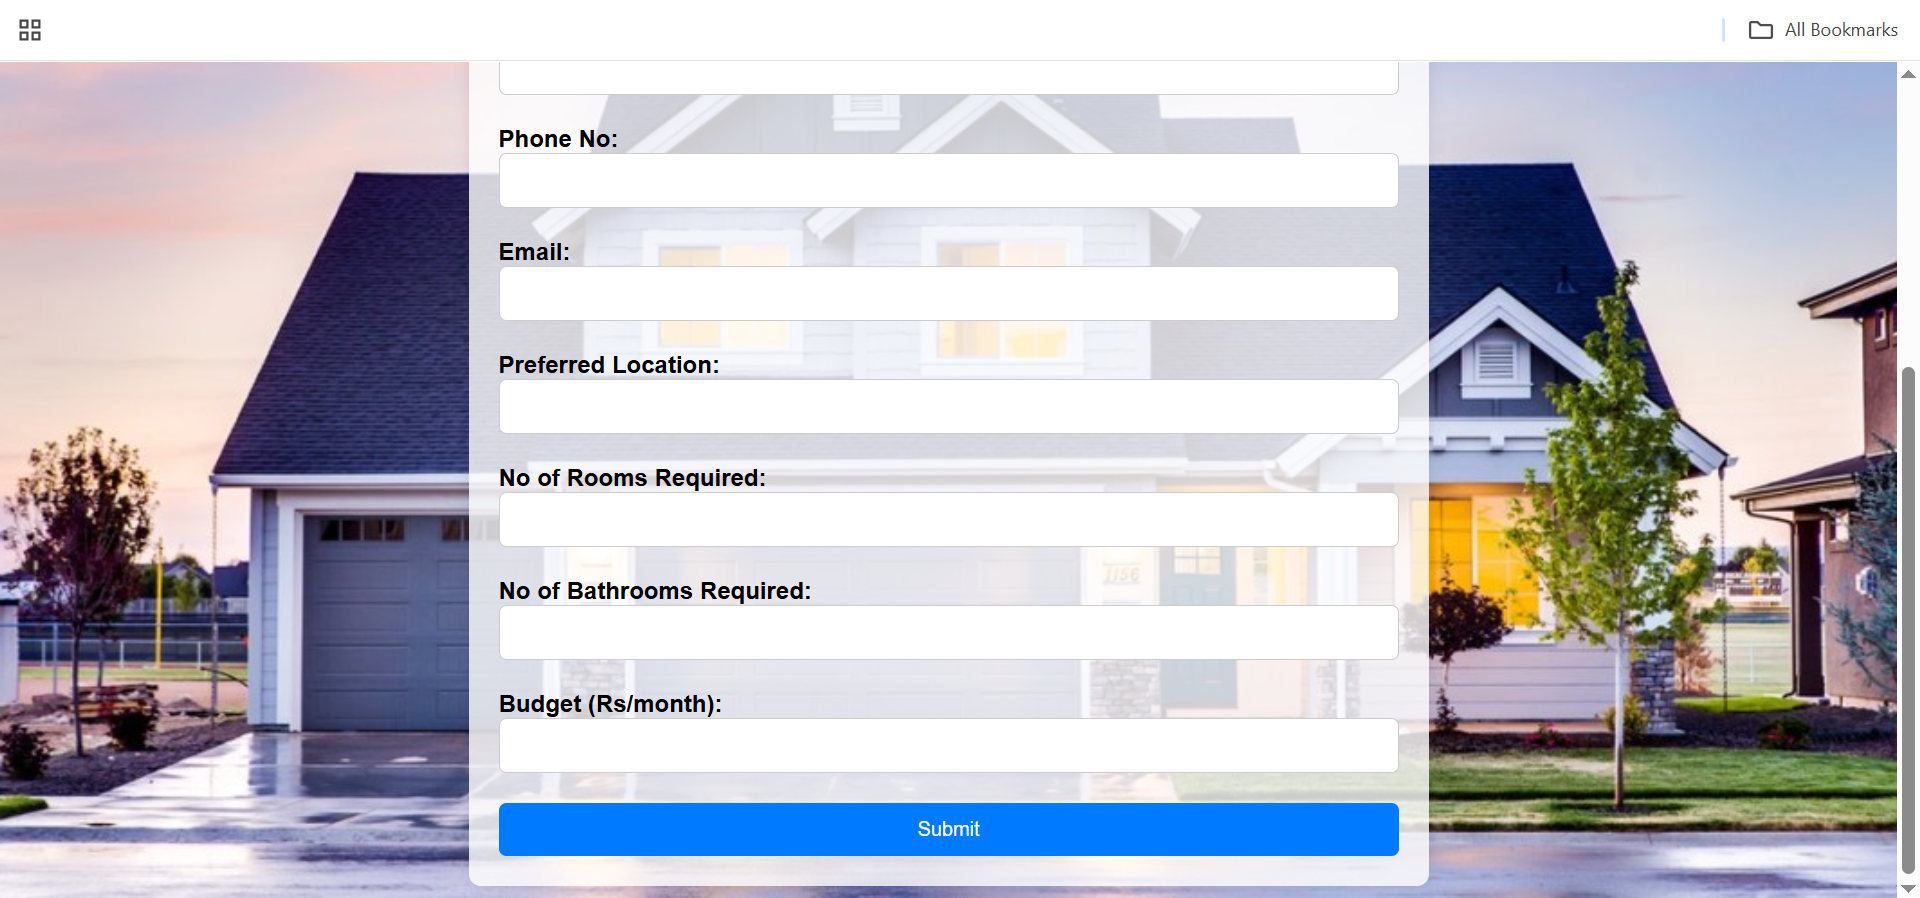 All Bookmarks
Phone No:
Email:
Preferred Location:
No of Rooms Required:
1156
No of Bathrooms Required:
Budget (Rs/month):
Submit